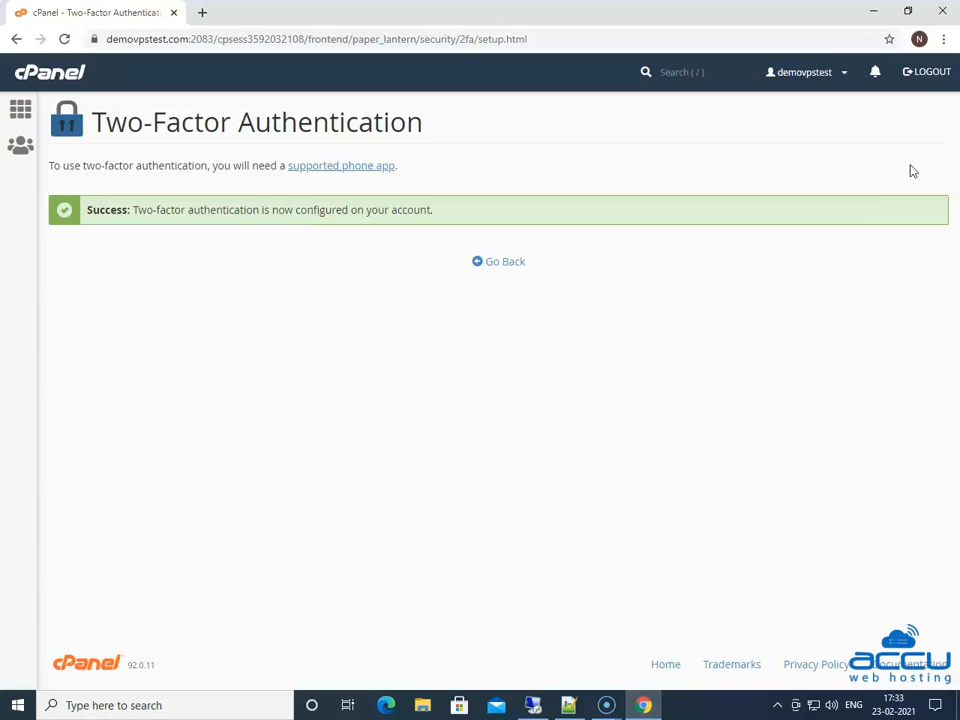 cPanel - Two-Factor Authenticati
demovpstest.com:2083/cpsess3592032108/frontend/paper_lantern/security/2fa/setup.html
N
cPanel
Search ( / )
demovpstest
LOGOUT
Two-Factor Authentication
To use two-factor authentication, you will need a supported phone app.
Success: Two-factor authentication is now configured on your account.
Go Back
cPanel 92.0.11
Home Trademarks Privacy Policy Documentation
accu
web hosting
Type here to search
ENG
17:33
23-02-2021